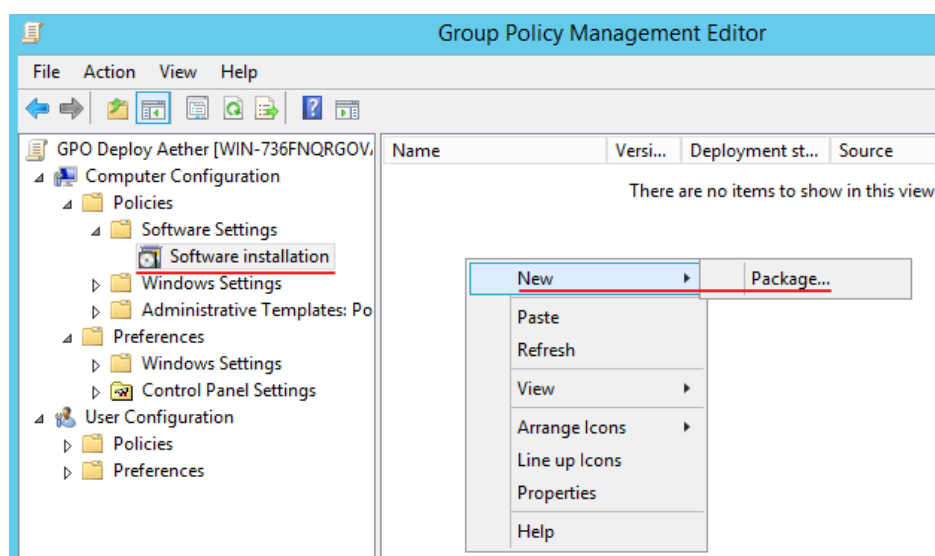 Group Policy Management Editor
File Action View Help
GPO Deploy Aether [WIN-736FNQRGOV
Computer Configuration
Policies
Software Settings
Software installation
Windows Settings
Administrative Templates: Po
Preferences
Windows Settings
Control Panel Settings
User Configuration
Policies
Preferences
Name Versi... Deployment st... Source
There are no items to show in this view
New Package...
Paste
Refresh
View
Arrange Icons
Line up Icons
Properties
Help